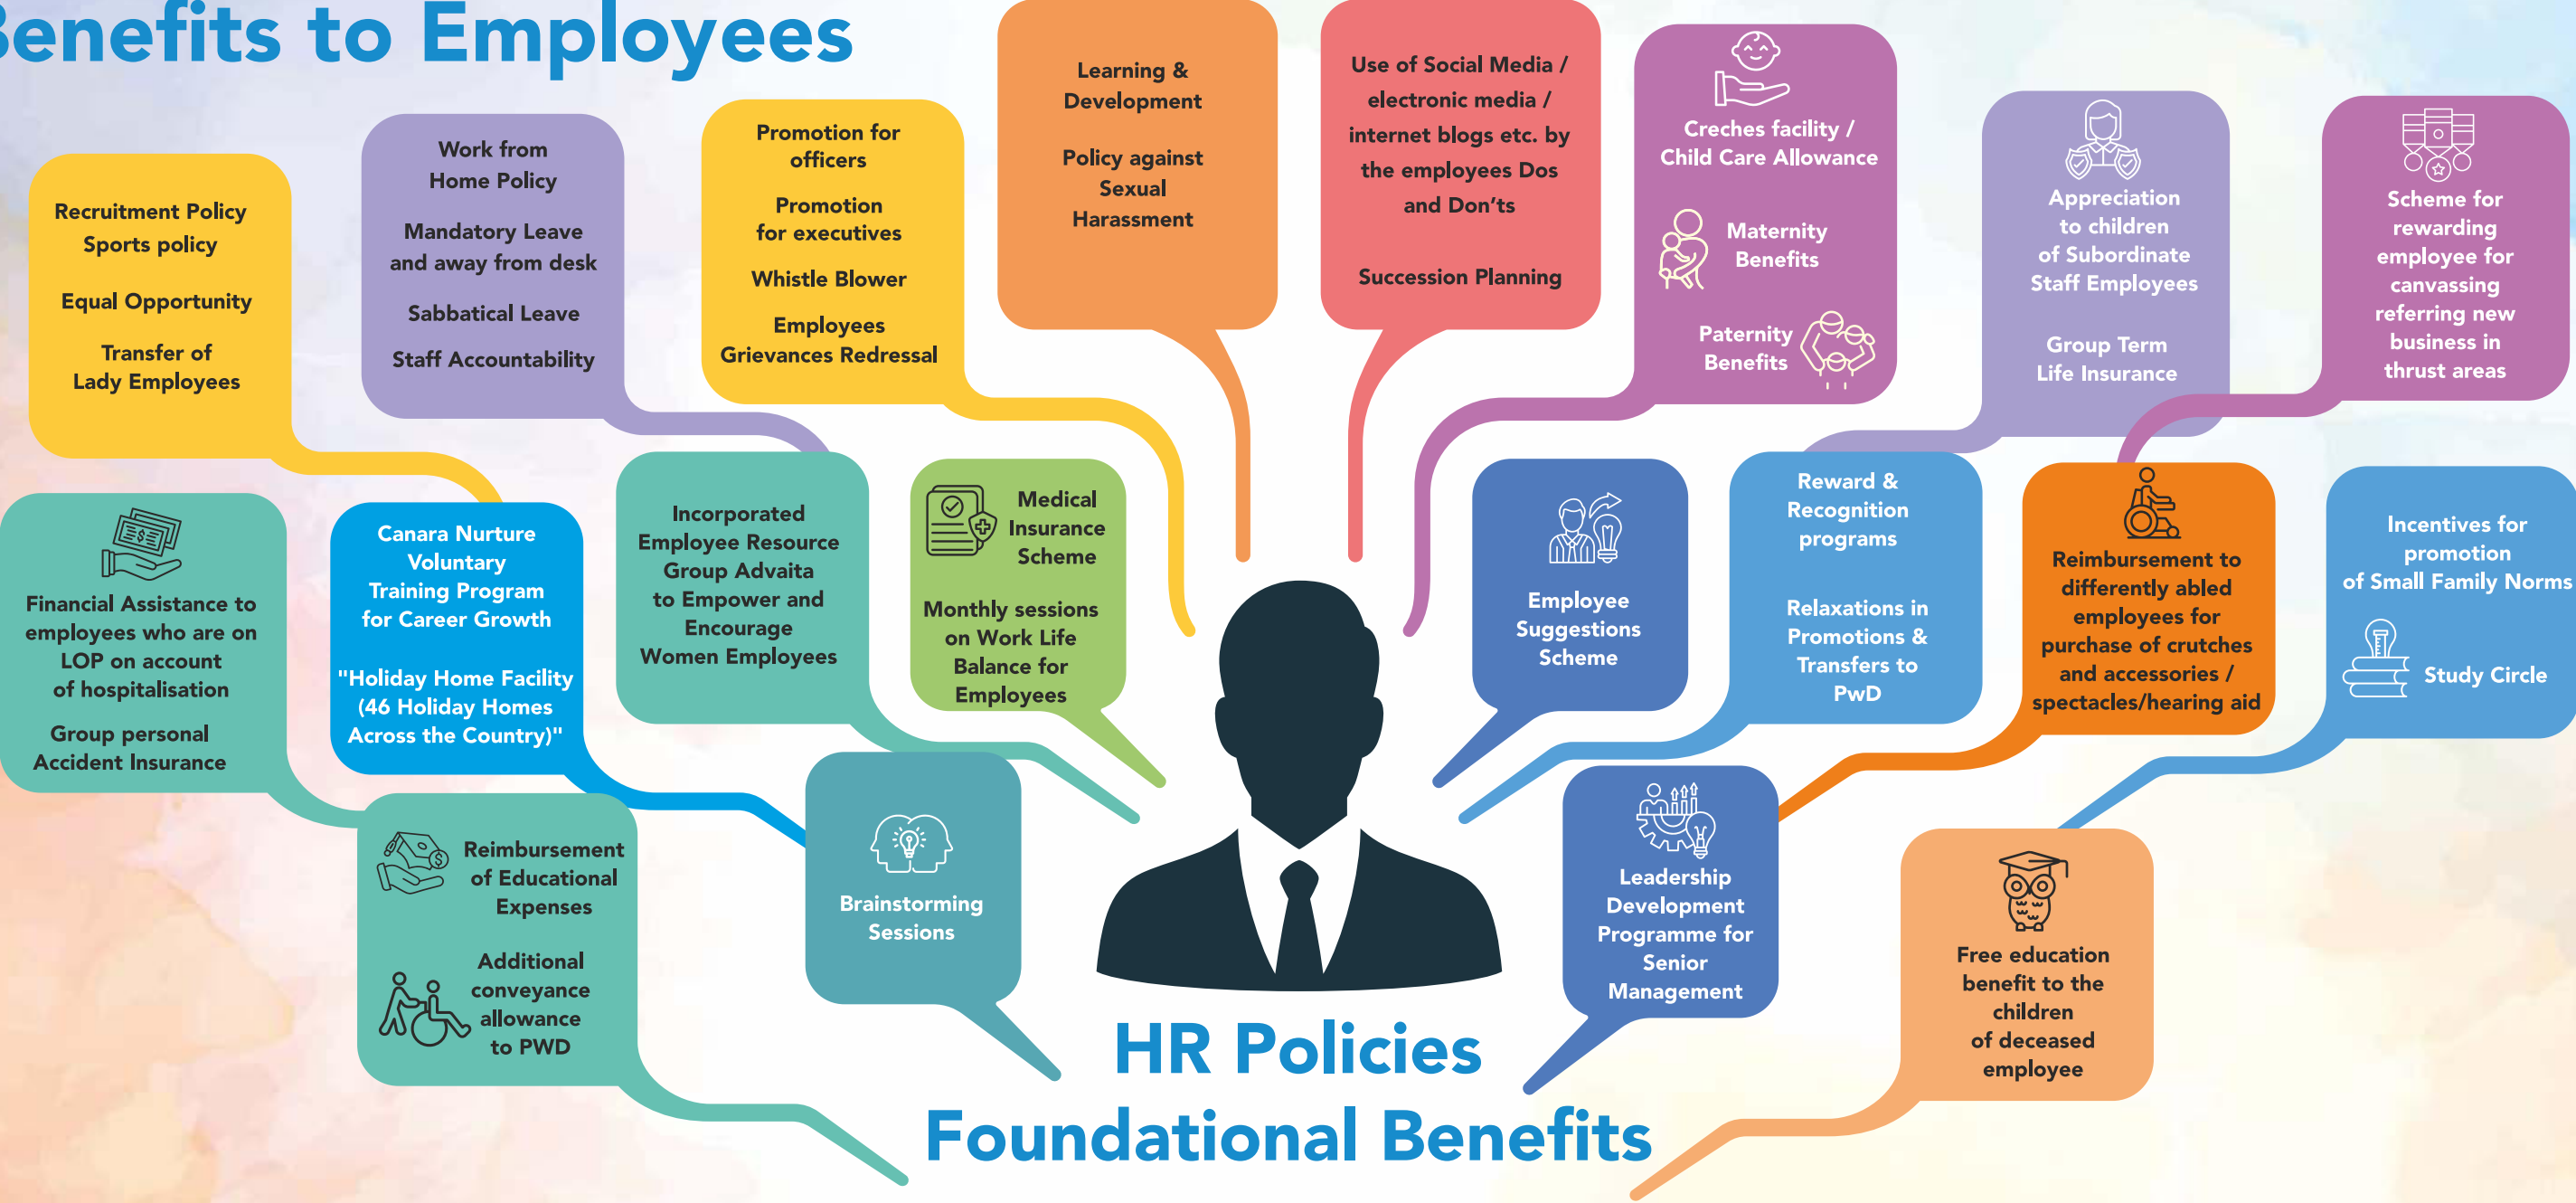 Benefits to Employees
Recruitment Policy
Sports policy
Equal Opportunity
Transfer of
Lady Employees
Work from
Home Policy
Mandatory Leave
and away from desk
Sabbatical Leave
Staff Accountability
Promotion for
officers
Promotion
for executives
Whistle Blower
Employees
Grievances Redressal
Learning &
Development
Policy against
Sexual
Harassment
Use of Social Media /
electronic media /
internet blogs etc. by
the employees Dos
and Don'ts
Succession Planning
Creches facility /
Child Care Allowance
Maternity
Benefits
Paternity
Benefits
Appreciation
to children
of Subordinate
Staff Employees
Group Term
Life Insurance
Scheme for
rewarding
employee for
canvassing
referring new
business in
thrust areas
Financial Assistance to
employees who are on
LOP on account
of hospitalisation
Group personal
Accident Insurance
Canara Nurture
Voluntary
Training Program
for Career Growth
"Holiday Home Facility
(46 Holiday Homes
Across the Country)"
Incorporated
Employee Resource
Group Advaita
to Empower and
Encourage
Women Employees
Medical
Insurance
Scheme
Monthly sessions
on Work Life
Balance for
Employees
Employee
Suggestions
Scheme
Reward &
Recognition
programs
Relaxations in
Promotions &
Transfers to
PwD
Reimbursement to
differently abled
employees for
purchase of crutches
and accessories /
spectacles/hearing aid
Incentives for
promotion
of Small Family Norms
Study Circle
Reimbursement
of Educational
Expenses
Additional
conveyance
allowance
to PWD
Brainstorming
Sessions
Leadership
Development
Programme for
Senior
Management
Free education
benefit to the
children
of deceased
employee
HR Policies
Foundational Benefits